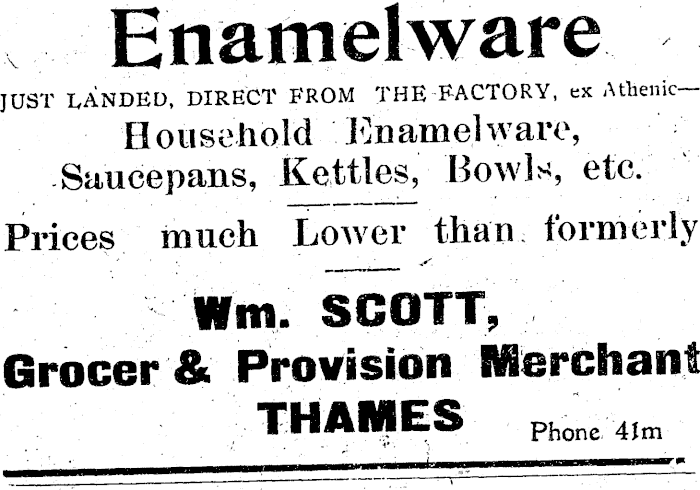 Enamelware
JUST LANDED, DIRECT FROM THE FACTORY, ex Athenic—
Household Enamelware,
Saucepans, Kettles, Bowls, etc.
Prices much Lower than formerly
Wm. SCOTT,
Grocer & Provision Merchant
THAMES
Phone 41m